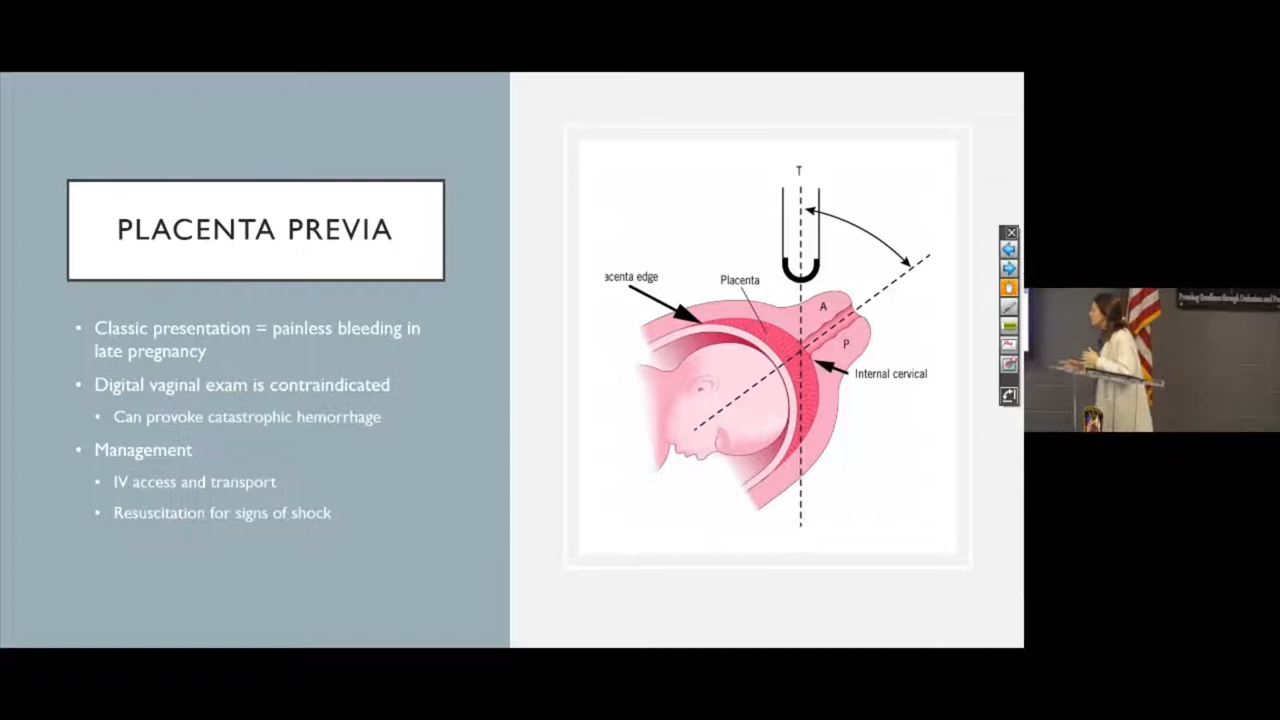 PLACENTA PREVIA
• Classic presentation = painless bleeding in
late pregnancy
• Digital vaginal exam is contraindicated
• Can provoke catastrophic hemorrhage
• Management
• IV access and transport
• Resuscitation for signs of shock
T
acenta edge
Placenta
A
P
Internal cervical